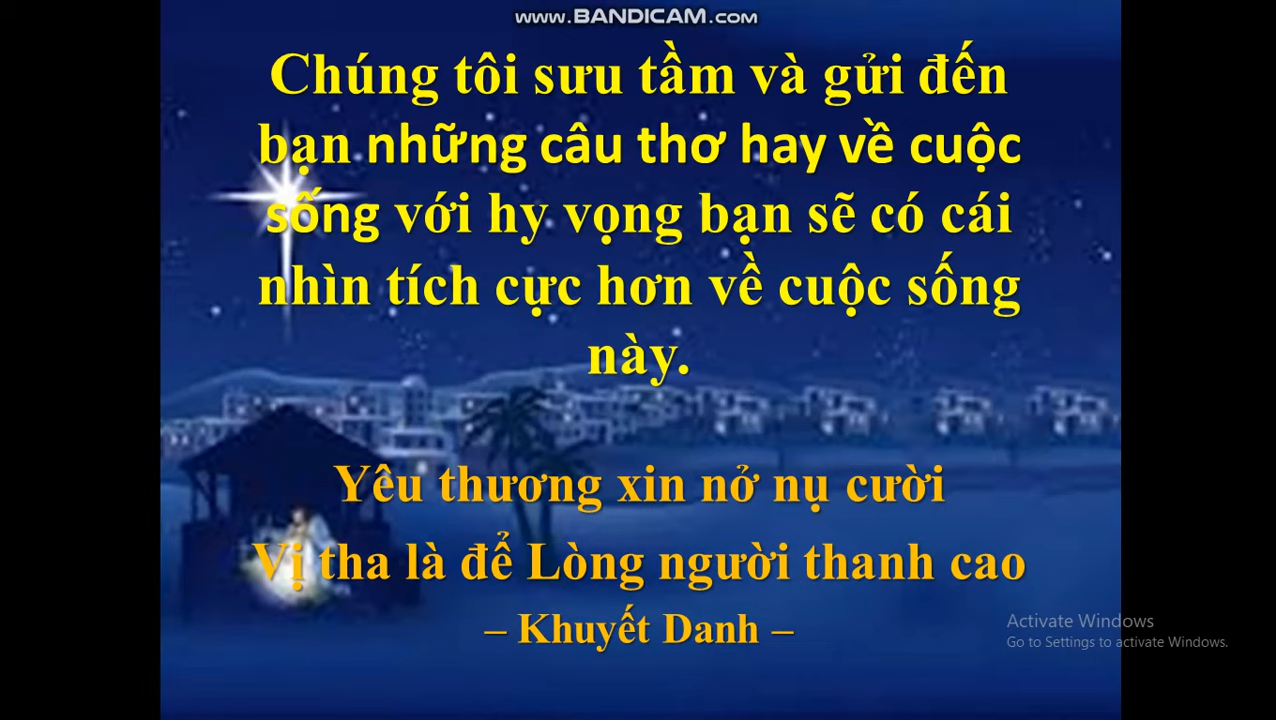 www.BANDICAM.com
Chúng tôi sưu tầm và gửi đến
bạn những câu thơ hay về cuộc
sống với hy vọng bạn sẽ có cái
nhìn tích cực hơn về cuộc sống
này.
Yêu thương xin nở nụ cười
Vị tha là để Lòng người thanh cao
– Khuyết Danh –
Activate Windows
Go to Settings to activate Windows.